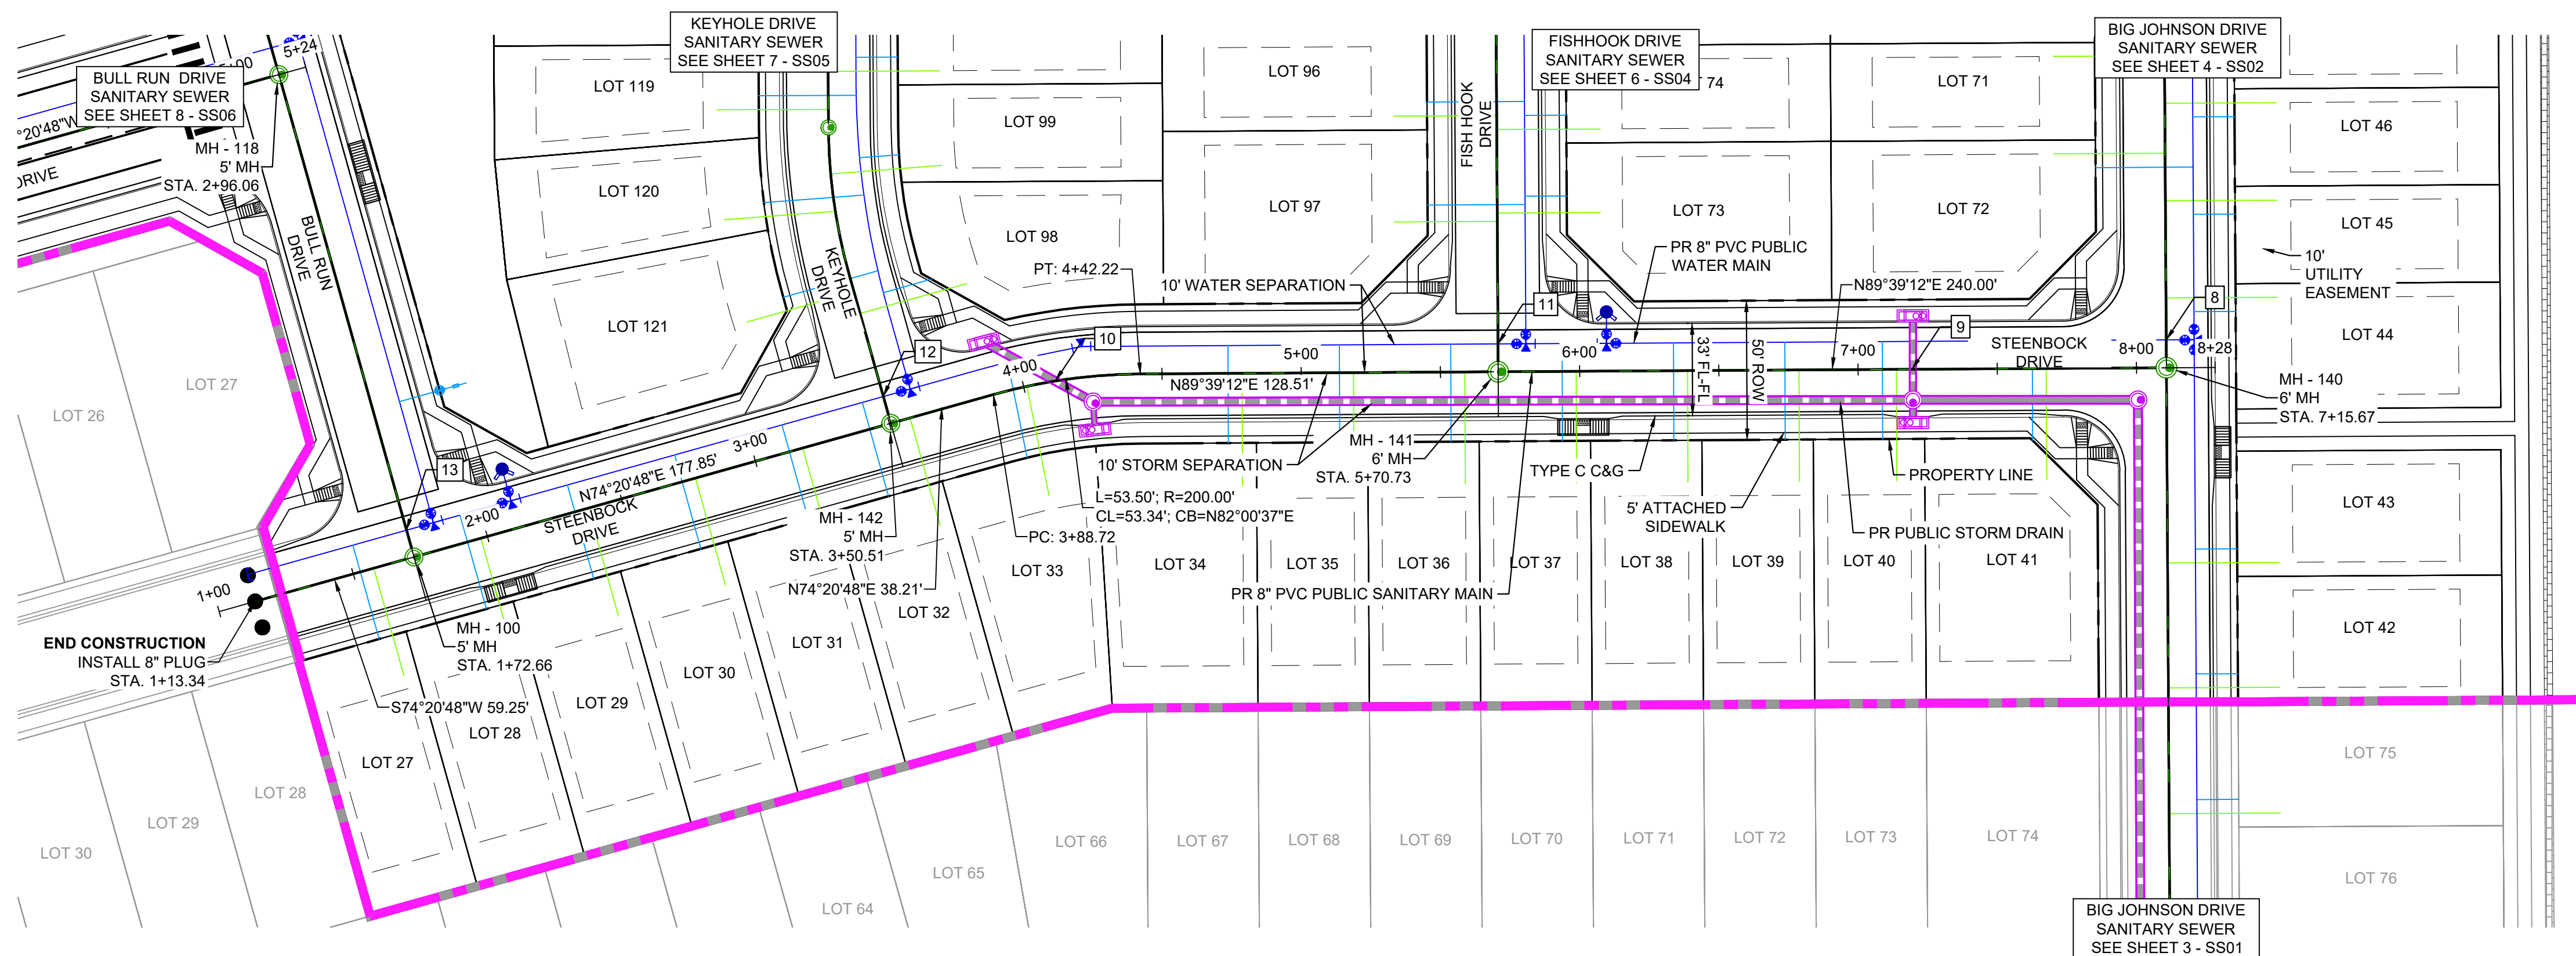 KEYHOLE DRIVE
SANITARY SEWER
SEE SHEET 7 - SS05
FISHHOOK DRIVE
SANITARY SEWER
SEE SHEET 6 - SS04
BIG JOHNSON DRIVE
SANITARY SEWER
SEE SHEET 4 - SS02
BULL RUN  DRIVE
SANITARY SEWER
SEE SHEET 8 - SS06
5+24
+00
°20'48"W
DRIVE
MH - 118
5' MH
STA. 2+96.06
BULL RUN
DRIVE
LOT 119
LOT 120
LOT 121
KEYHOLE
DRIVE
LOT 99
LOT 98
LOT 96
LOT 97
FISH HOOK
DRIVE
74
LOT 73
LOT 71
LOT 72
LOT 46
LOT 45
LOT 44
10'
UTILITY
EASEMENT
PT: 4+42.22
10' WATER SEPARATION
PR 8" PVC PUBLIC
WATER MAIN
N89°39'12"E 240.00'
8
9
10
11
12
13
STEENBOCK
DRIVE
8+00
8+28
7+00
6+00
5+00
4+00
3+00
2+00
1+00
33' FL-FL
50' ROW
N89°39'12"E 128.51'
MH - 140
6' MH
STA. 7+15.67
MH - 141
6' MH
STA. 5+70.73
10' STORM SEPARATION
L=53.50'; R=200.00'
CL=53.34'; CB=N82°00'37"E
PC: 3+88.72
TYPE C C&G
5' ATTACHED
SIDEWALK
PROPERTY LINE
PR PUBLIC STORM DRAIN
PR 8" PVC PUBLIC SANITARY MAIN
N74°20'48"E 177.85'
STEENBOCK
DRIVE
MH - 142
5' MH
STA. 3+50.51
N74°20'48"E 38.21'
MH - 100
5' MH
STA. 1+72.66
S74°20'48"W 59.25'
END CONSTRUCTION
INSTALL 8" PLUG
STA. 1+13.34
LOT 26
LOT 27
LOT 27
LOT 28
LOT 29
LOT 30
LOT 31
LOT 32
LOT 33
LOT 34
LOT 35
LOT 36
LOT 37
LOT 38
LOT 39
LOT 40
LOT 41
LOT 43
LOT 42
LOT 30
LOT 29
LOT 28
LOT 64
LOT 65
LOT 66
LOT 67
LOT 68
LOT 69
LOT 70
LOT 71
LOT 72
LOT 73
LOT 74
LOT 75
LOT 76
BIG JOHNSON DRIVE
SANITARY SEWER
SEE SHEET 3 - SS01